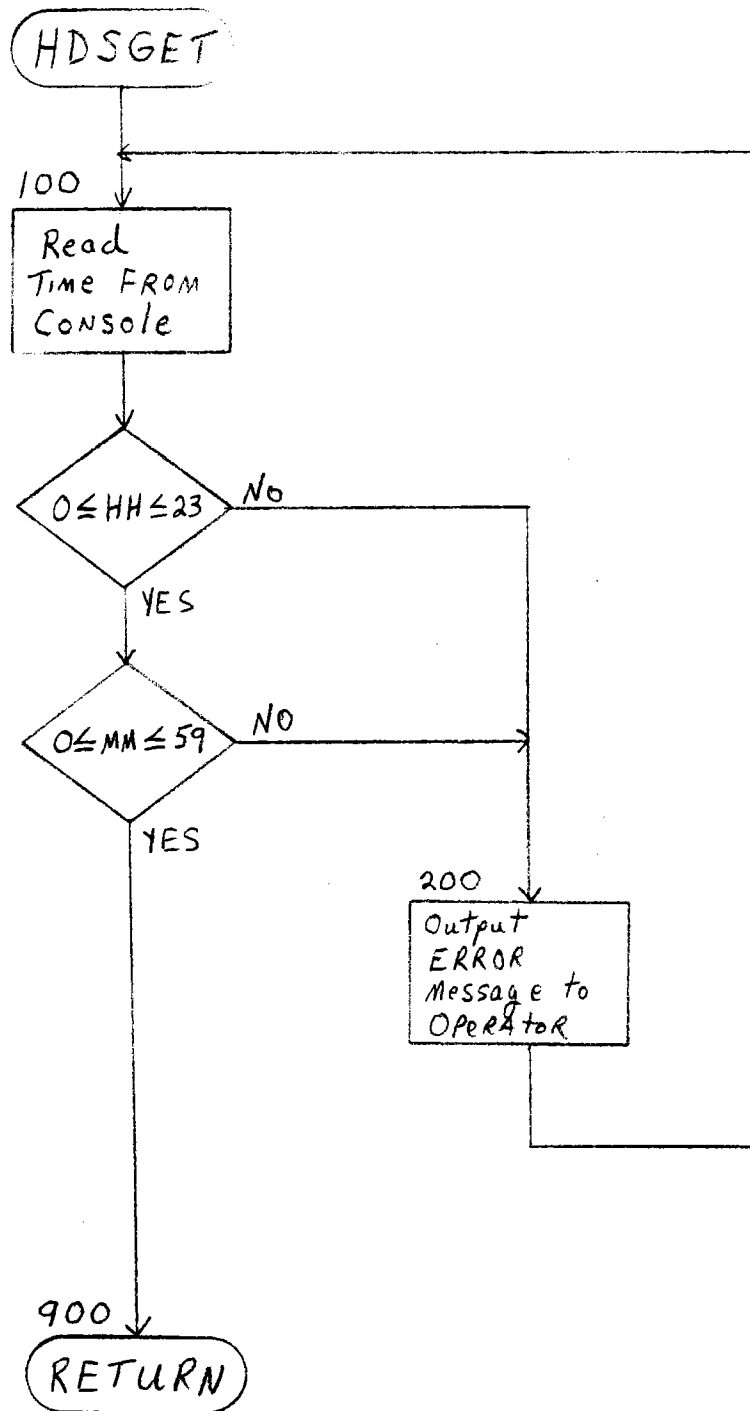 HDSGET
100
Read
Time FROM
Console
0≤HH≤23
NO
YES
0≤MM≤59
NO
YES
200
Output
ERROR
Message to
OPERATOR
900
RETURN